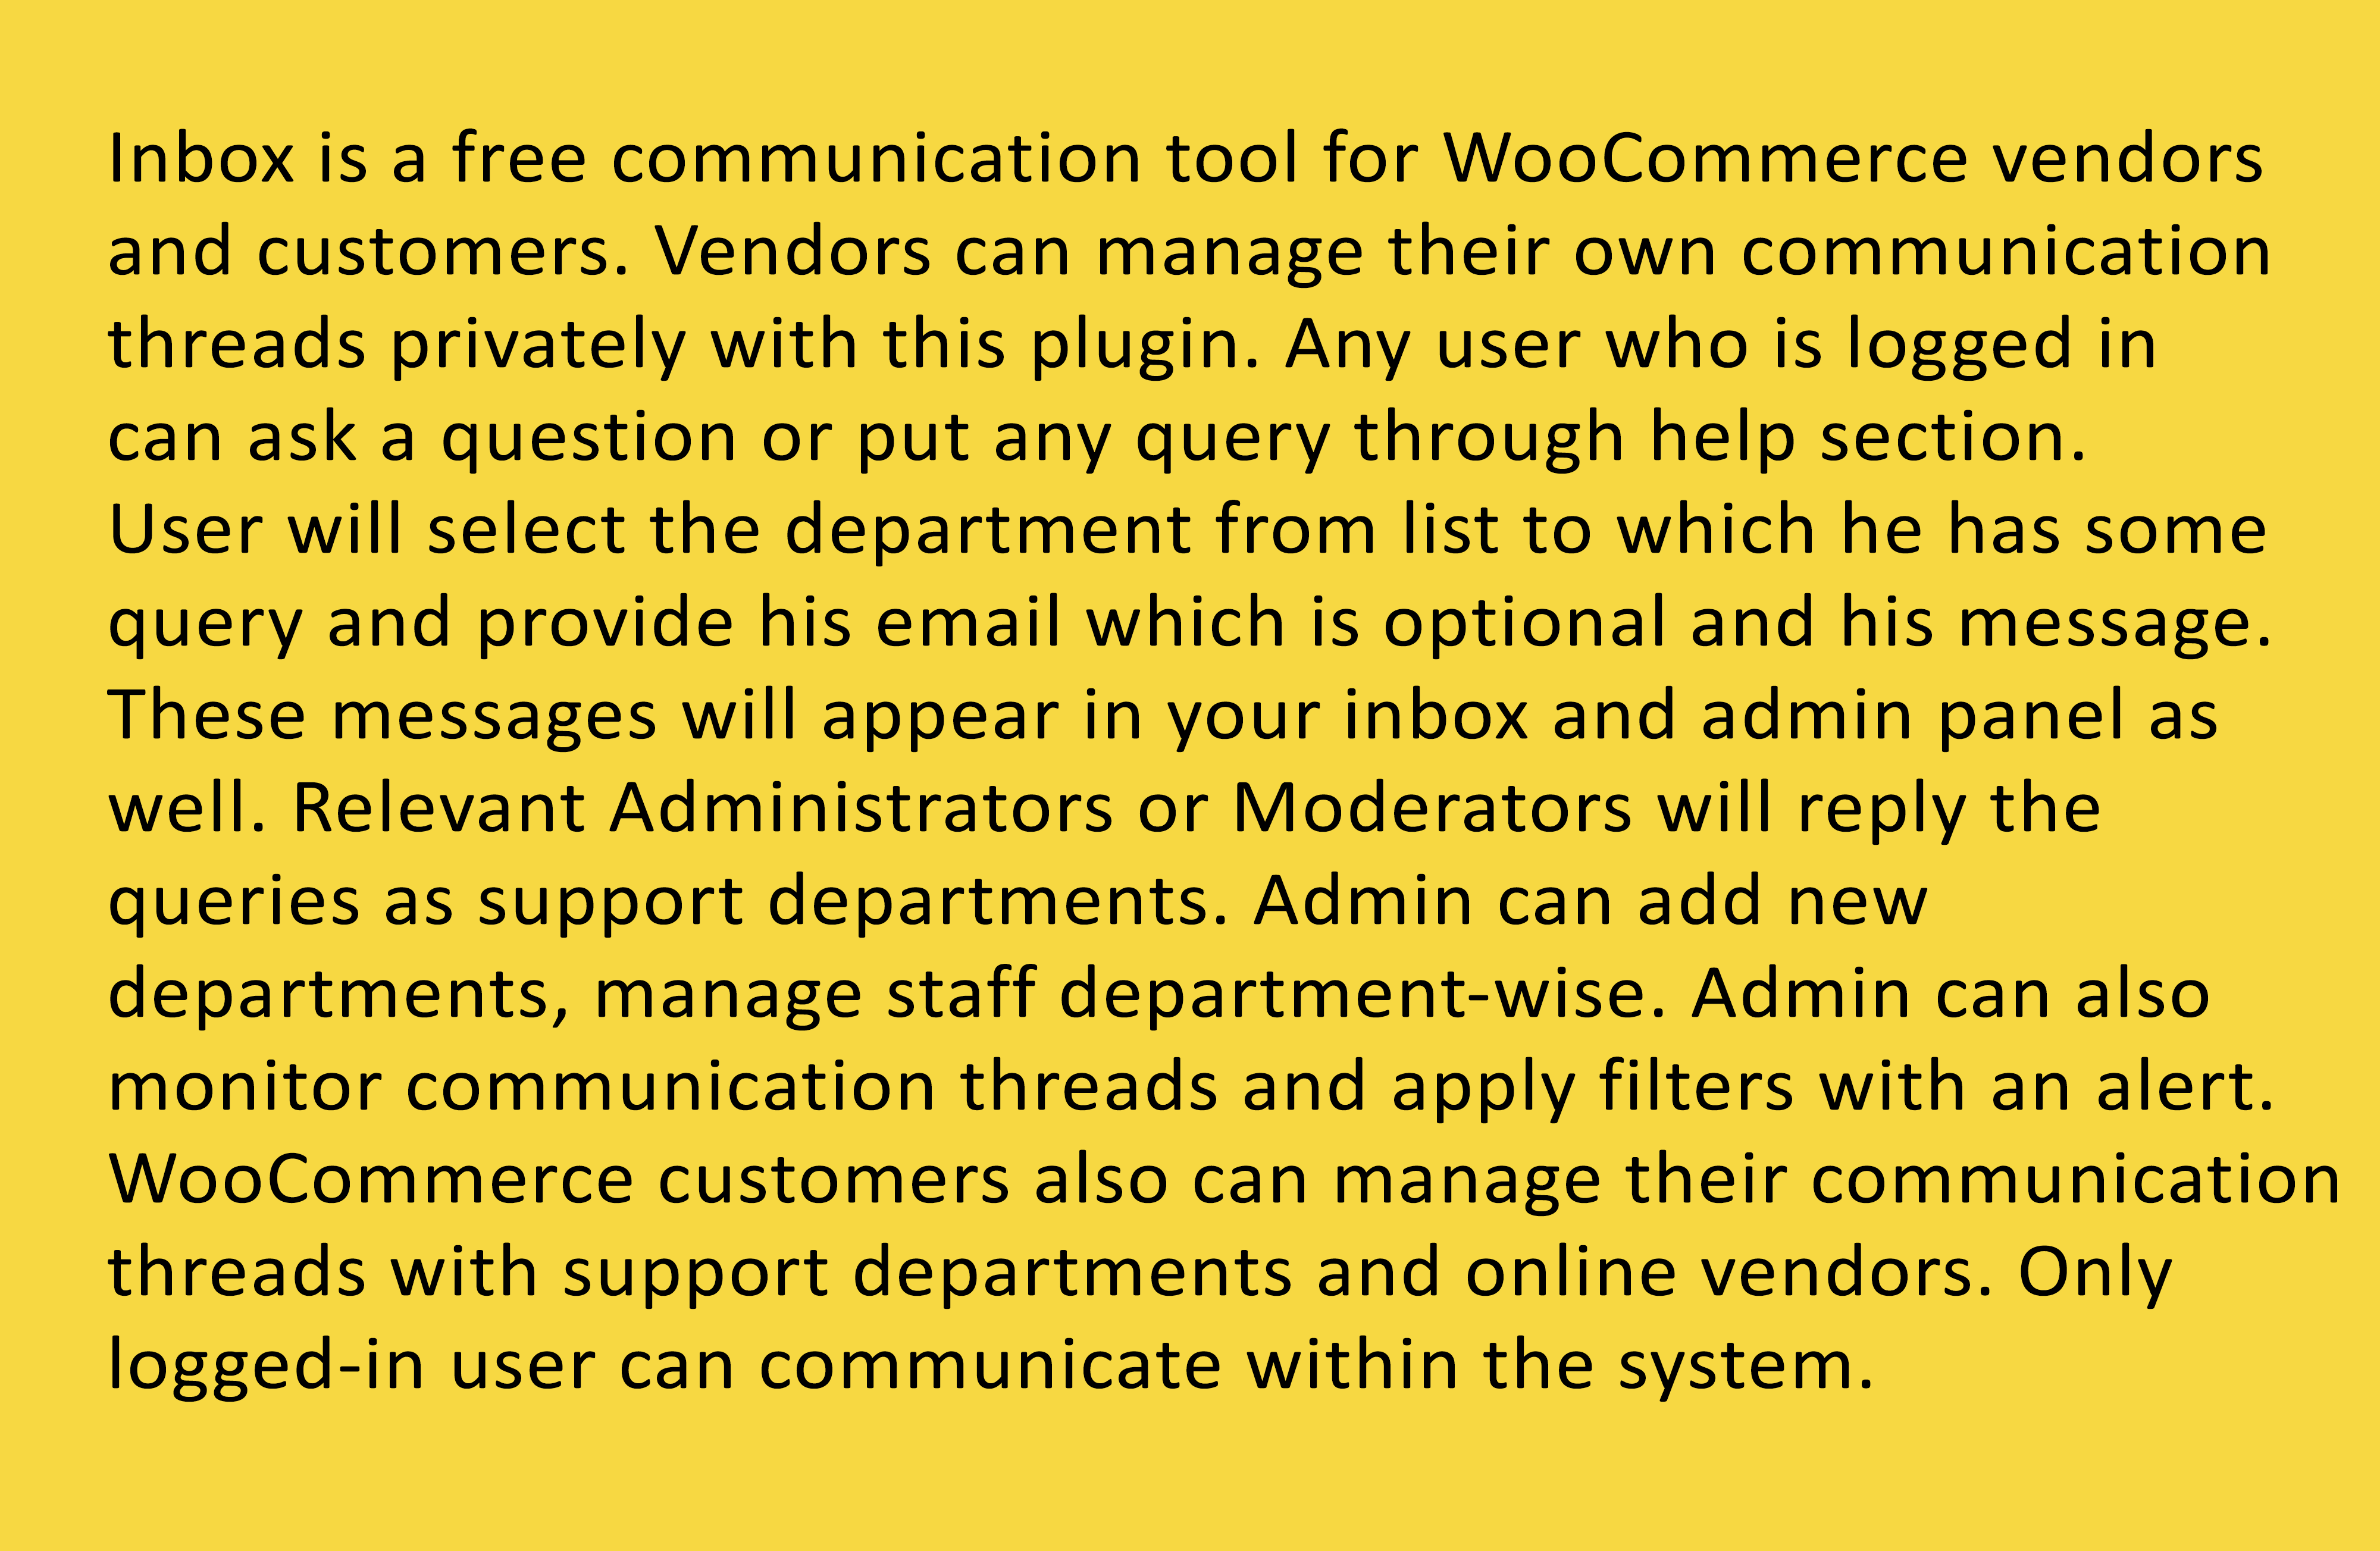 Inbox is a free communication tool for WooCommerce vendors
and customers. Vendors can manage their own communication
threads privately with this plugin. Any user who is logged in
can ask a question or put any query through help section.
User will select the department from list to which he has some
query and provide his email which is optional and his message.
These messages will appear in your inbox and admin panel as
well. Relevant Administrators or Moderators will reply the
queries as support departments. Admin can add new
departments, manage staff department-wise. Admin can also
monitor communication threads and apply filters with an alert.
WooCommerce customers also can manage their communication
threads with support departments and online vendors. Only
logged-in user can communicate within the system.